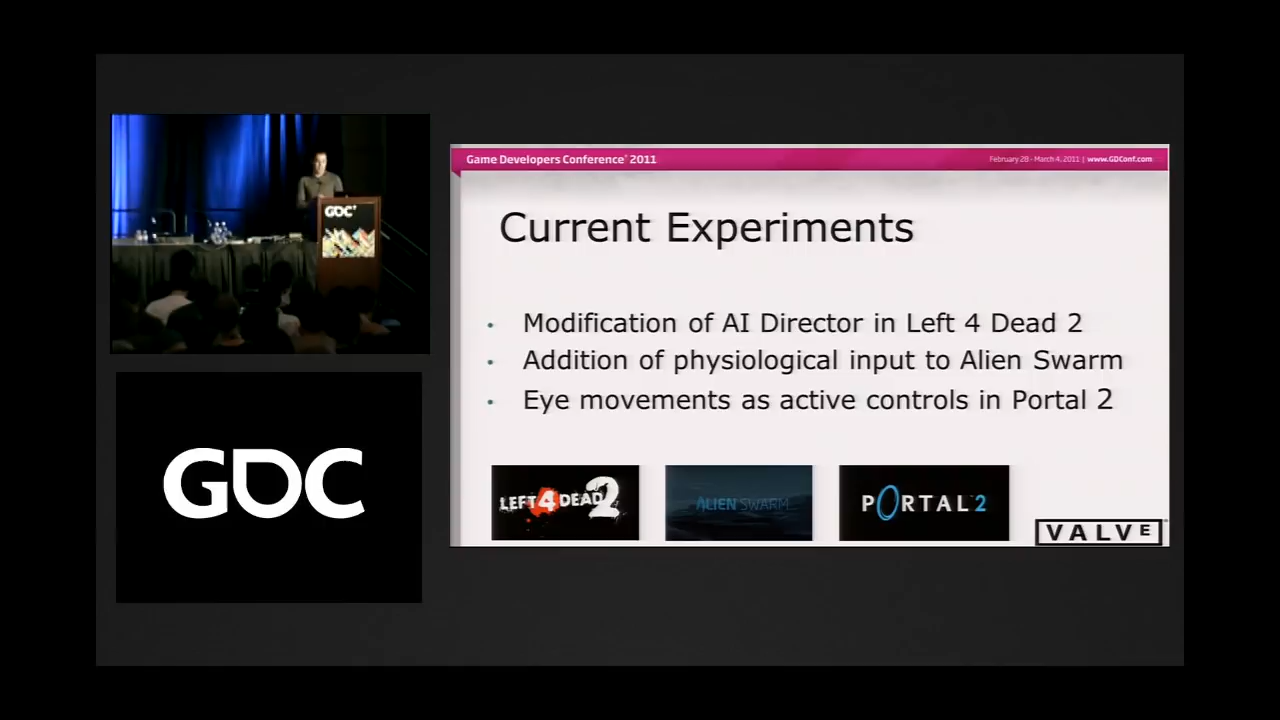 GDC
GDC
Game Developers Conference® 2011
February 28 - March 4, 2011 | www.GDConf.com
Current Experiments
• Modification of AI Director in Left 4 Dead 2
• Addition of physiological input to Alien Swarm
• Eye movements as active controls in Portal 2
LEFT 4 DEAD 2
ALIEN SWARM
PORTAL 2
VALVE